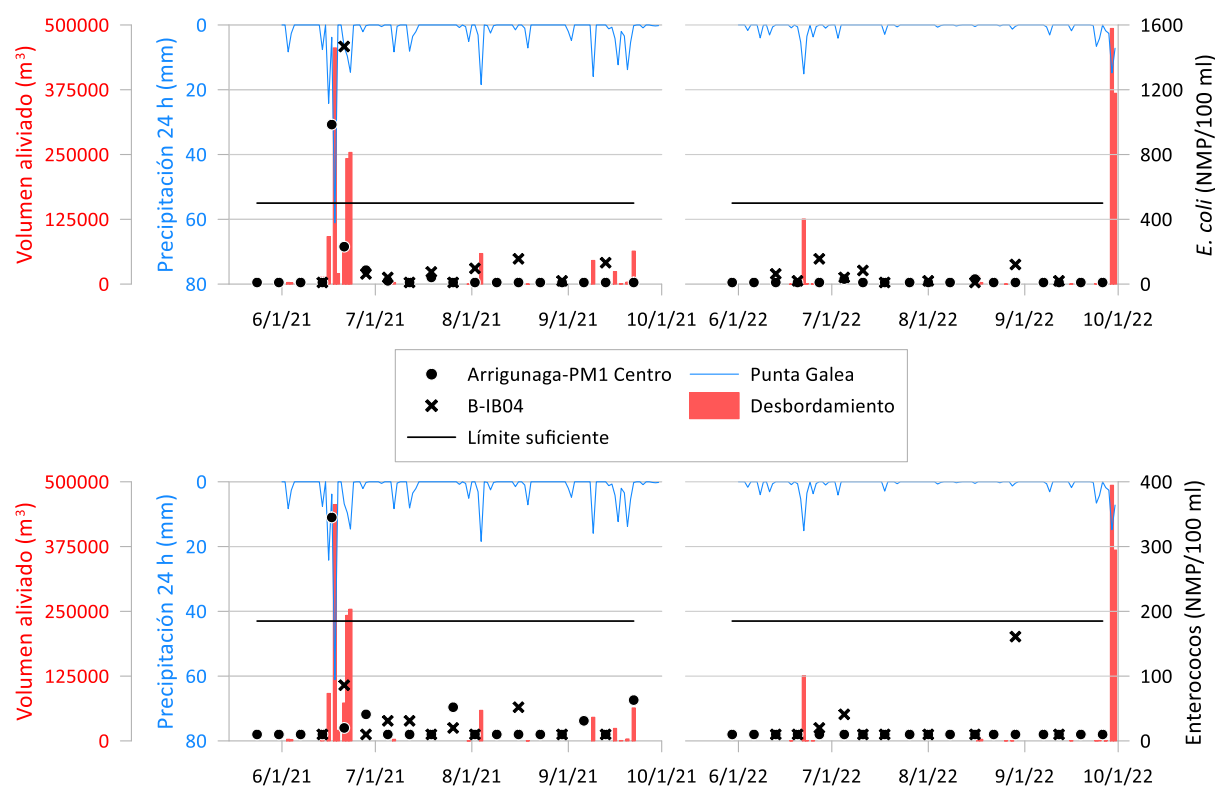 Volumen aliviado (m³)
500000
375000
250000
125000
0
Precipitación 24 h (mm)
0
20
40
60
80
1600
1200
800
400
0
E. coli (NMP/100 ml)
6/1/21 7/1/21 8/1/21 9/1/21 10/1/21 6/1/22 7/1/22 8/1/22 9/1/22 10/1/22
Arrigunaga-PM1 Centro Punta Galea
B-IB04 Desbordamiento
Límite suficiente
Volumen aliviado (m³)
500000
375000
250000
125000
0
Precipitación 24 h (mm)
0
20
40
60
80
400
300
200
100
0
Enterococos (NMP/100 ml)
6/1/21 7/1/21 8/1/21 9/1/21 10/1/21 6/1/22 7/1/22 8/1/22 9/1/22 10/1/22